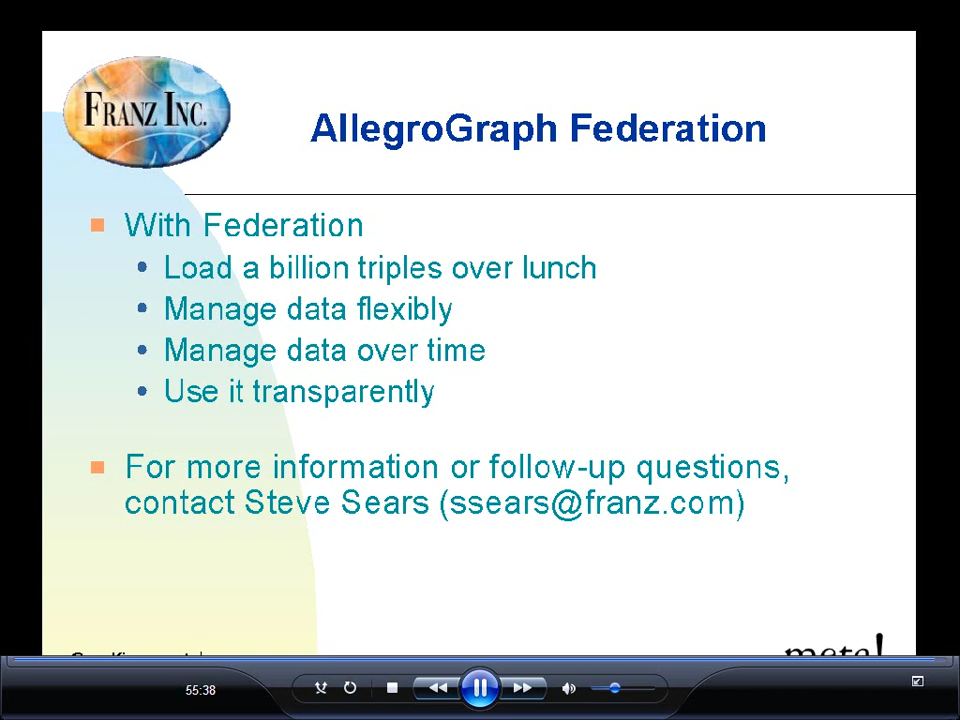 FRANZ INC.
AllegroGraph Federation
With Federation
Load a billion triples over lunch
Manage data flexibly
Manage data over time
Use it transparently
For more information or follow-up questions,
contact Steve Sears (ssears@franz.com)
55:38